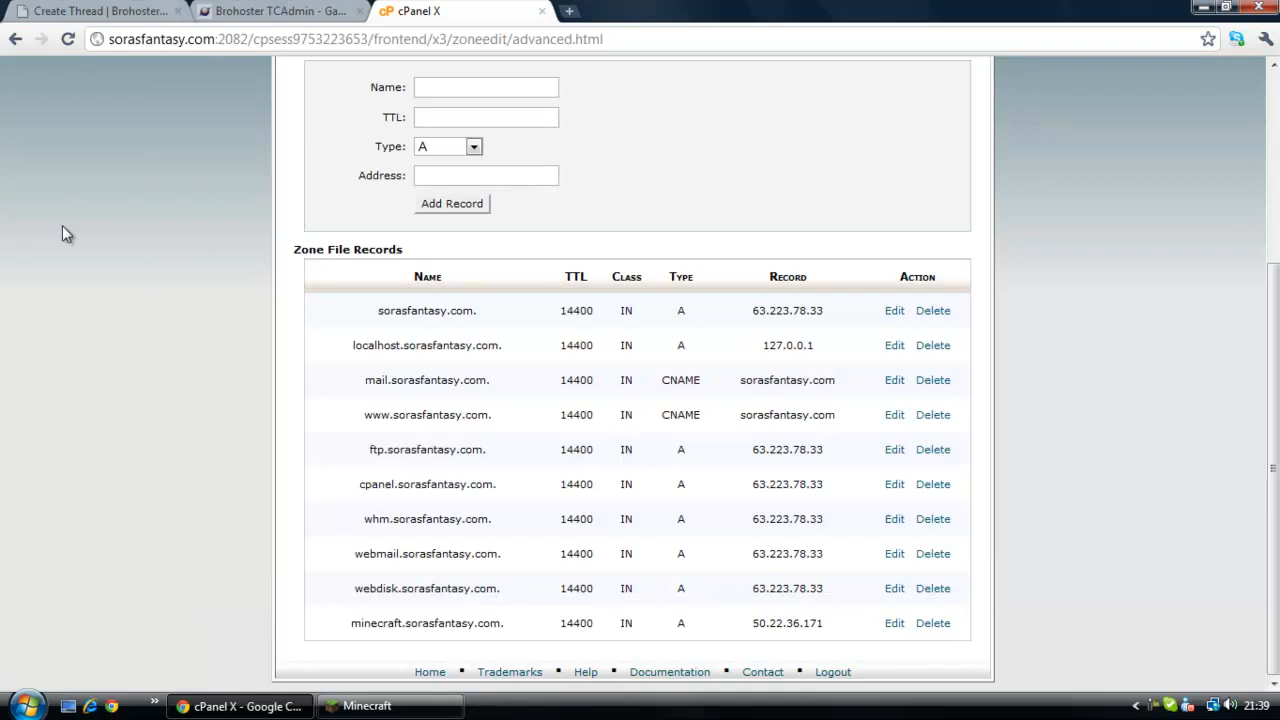 Create Thread | Brohoster...
Brohoster TCAdmin - Ga...
cP cPanel X
sorasfantasy.com:2082/cpsess9753223653/frontend/x3/zoneedit/advanced.html
Name:
TTL:
Type: A
Address:
Add Record
Zone File Records
NAME TTL CLASS TYPE RECORD ACTION
sorasfantasy.com. 14400 IN A 63.223.78.33 Edit Delete
localhost.sorasfantasy.com. 14400 IN A 127.0.0.1 Edit Delete
mail.sorasfantasy.com. 14400 IN CNAME sorasfantasy.com Edit Delete
www.sorasfantasy.com. 14400 IN CNAME sorasfantasy.com Edit Delete
ftp.sorasfantasy.com. 14400 IN A 63.223.78.33 Edit Delete
cpanel.sorasfantasy.com. 14400 IN A 63.223.78.33 Edit Delete
whm.sorasfantasy.com. 14400 IN A 63.223.78.33 Edit Delete
webmail.sorasfantasy.com. 14400 IN A 63.223.78.33 Edit Delete
webdisk.sorasfantasy.com. 14400 IN A 63.223.78.33 Edit Delete
minecraft.sorasfantasy.com. 14400 IN A 50.22.36.171 Edit Delete
Home ▪ Trademarks ▪ Help ▪ Documentation ▪ Contact ▪ Logout
cPanel X - Google C... Minecraft 21:39